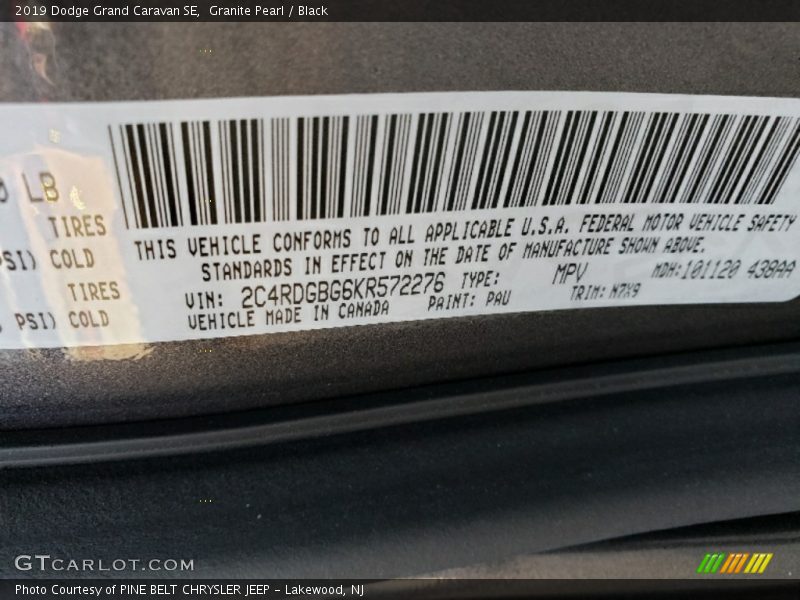 2019 Dodge Grand Caravan SE, Granite Pearl / Black
LB
TIRES
PSI) COLD
TIRES
PSI) COLD
THIS VEHICLE CONFORMS TO ALL APPLICABLE U.S.A. FEDERAL MOTOR VEHICLE SAFETY
STANDARDS IN EFFECT ON THE DATE OF MANUFACTURE SHOWN ABOVE.
VIN: 2C4RDGBG6KR572276 TYPE: MPV MDH:101120 438AA
VEHICLE MADE IN CANADA PAINT: PAU TRIM: N7X9
GTCARLOT.COM
Photo Courtesy of PINE BELT CHRYSLER JEEP – Lakewood, NJ